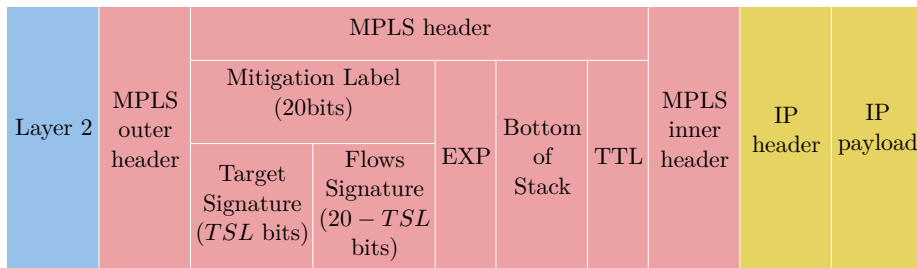 Layer 2
MPLS
outer
header
MPLS header
Mitigation Label
(20bits)
Target
Signature
(TSL bits)
Flows
Signature
(20 − TSL
bits)
EXP
Bottom
of
Stack
TTL
MPLS
inner
header
IP
header
IP
payload